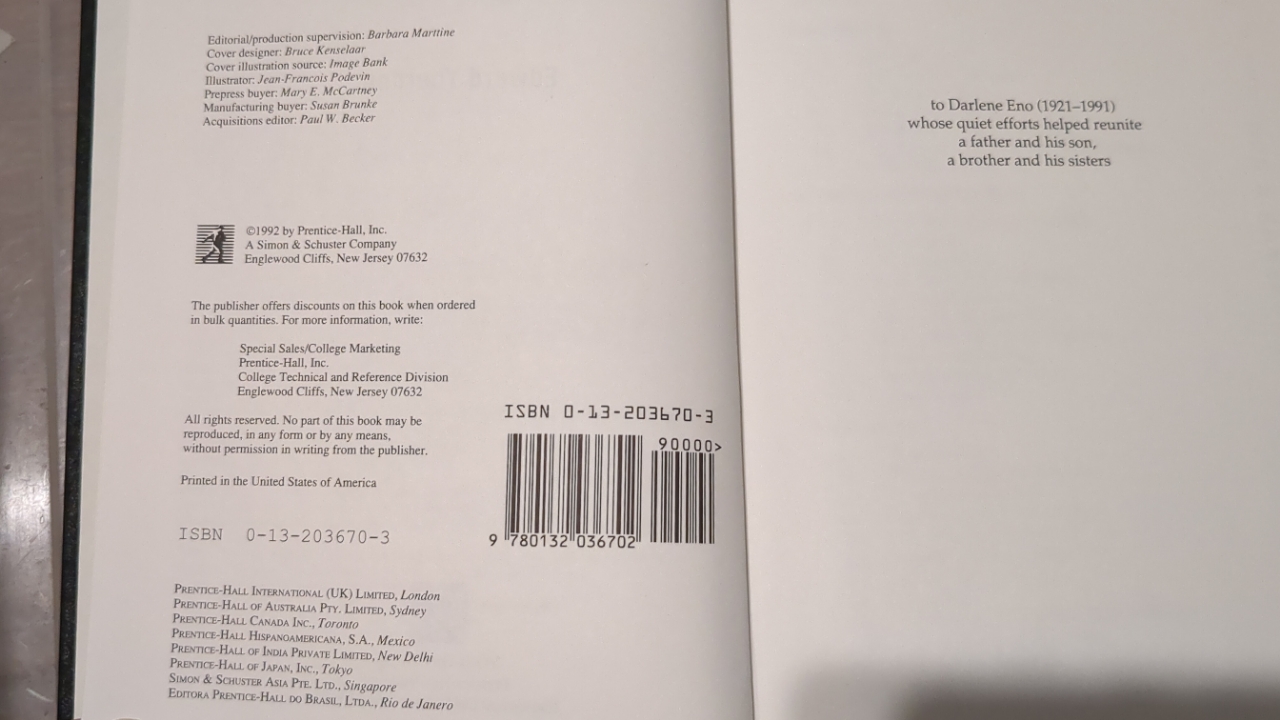 Editorial/production supervision: Barbara Marttine
Cover designer: Bruce Kenselaar
Cover illustration source: Image Bank
Illustrator: Jean-Francois Podevin
Prepress buyer: Mary E. McCartney
Manufacturing buyer: Susan Brunke
Acquisitions editor: Paul W. Becker
©1992 by Prentice-Hall, Inc.
A Simon & Schuster Company
Englewood Cliffs, New Jersey 07632
The publisher offers discounts on this book when ordered
in bulk quantities. For more information, write:
Special Sales/College Marketing
Prentice-Hall, Inc.
College Technical and Reference Division
Englewood Cliffs, New Jersey 07632
All rights reserved. No part of this book may be
reproduced, in any form or by any means,
without permission in writing from the publisher.
Printed in the United States of America
ISBN 0-13-203670-3
ISBN 0-13-203670-3
90000>
9 780132 036702
PRENTICE-HALL INTERNATIONAL (UK) LIMITED, London
PRENTICE-HALL OF AUSTRALIA PTY. LIMITED, Sydney
PRENTICE-HALL CANADA INC., Toronto
PRENTICE-HALL HISPANOAMERICANA, S.A., Mexico
PRENTICE-HALL OF INDIA PRIVATE LIMITED, New Delhi
PRENTICE-HALL OF JAPAN, INC., Tokyo
SIMON & SCHUSTER ASIA PTE. LTD., Singapore
EDITORA PRENTICE-HALL DO BRASIL, LTDA., Rio de Janero
to Darlene Eno (1921–1991)
whose quiet efforts helped reunite
a father and his son,
a brother and his sisters